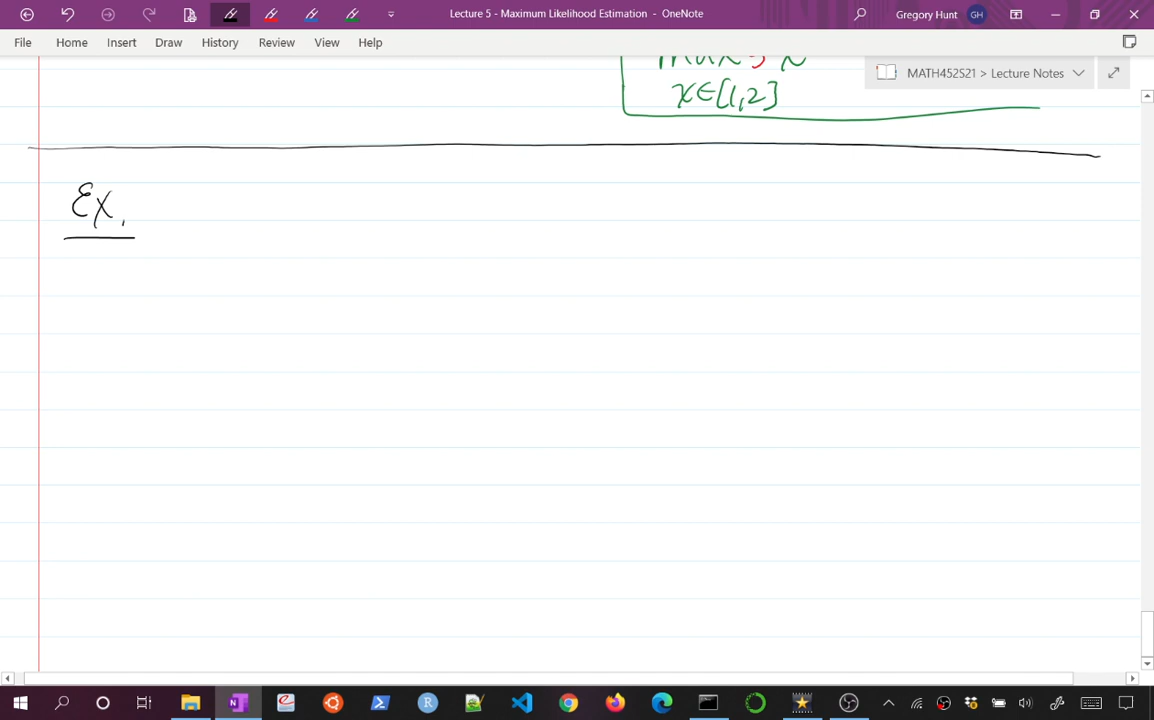 Lecture 5 - Maximum Likelihood Estimation - OneNote
Gregory Hunt GH
File Home Insert Draw History Review View Help
MATH452S21 > Lecture Notes
x∈[1,2]
Ex.